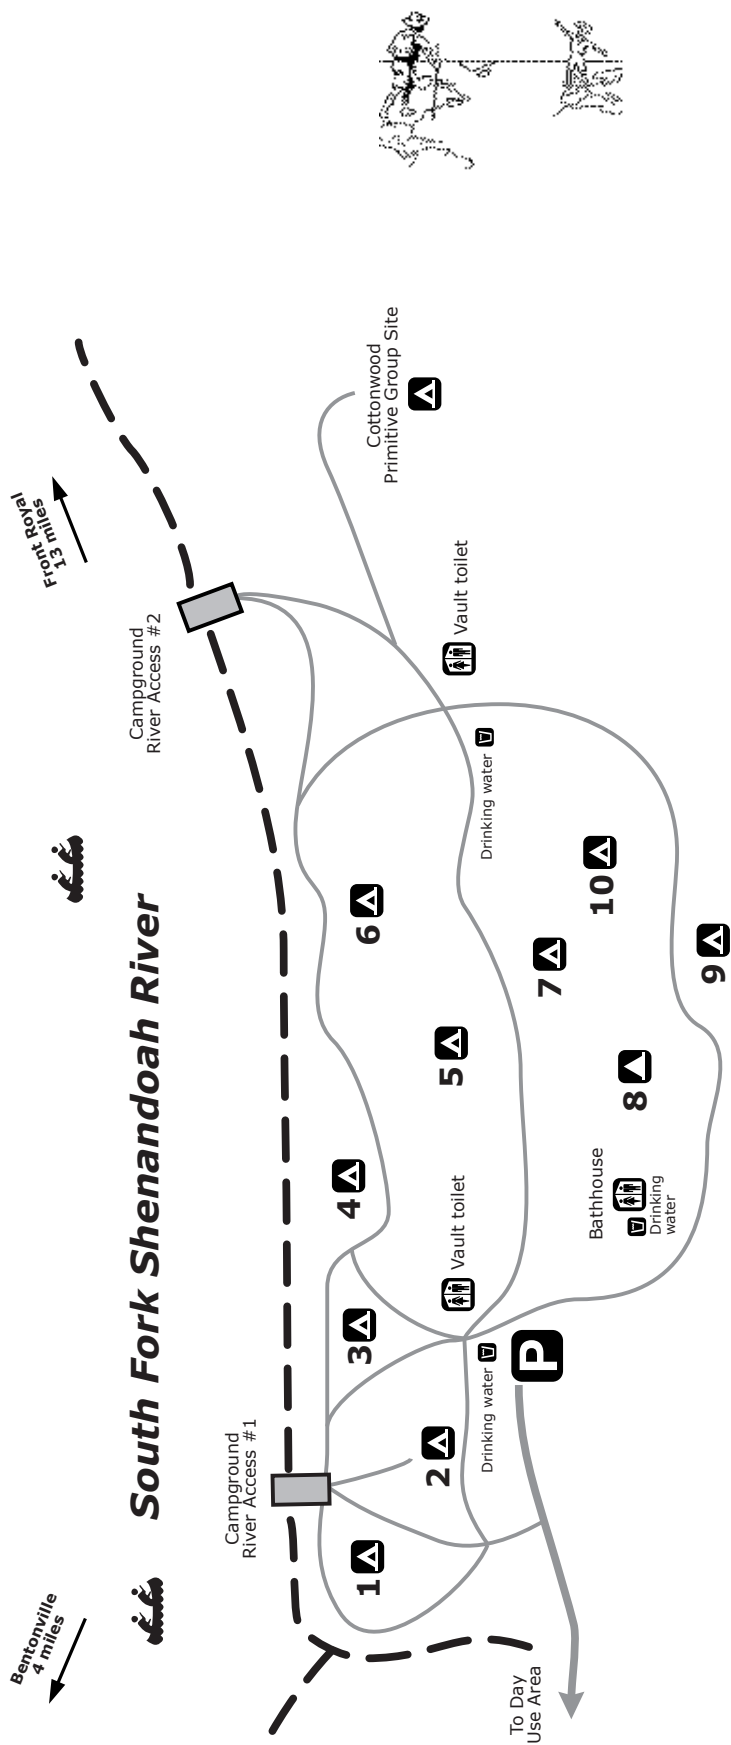 Bentonville
4 miles
South Fork Shenandoah River
Front Royal
13 miles
Campground
River Access #1
Campground
River Access #2
1
2
3
4
5
6
7
8
9
10
Vault toilet
Vault toilet
Drinking water
Drinking water
P
Bathhouse
Drinking
water
Cottonwood
Primitive Group Site
To Day
Use Area